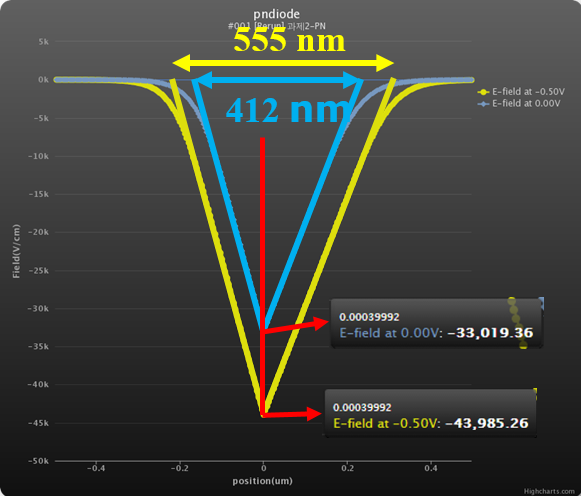 pndiode
#001 [Rerun] 과제2-PN
555 nm
412 nm
5k
0k
−5k
−10k
−15k
−20k
−25k
−30k
−35k
−40k
−45k
−50k
Field(V/cm)
E-field at −0.50V
E-field at 0.00V
0.00039992
E-field at 0.00V: −33,019.36
0.00039992
E-field at −0.50V: −43,985.26
−0.4
−0.2
0
0.2
0.4
position(um)
Highcharts.com